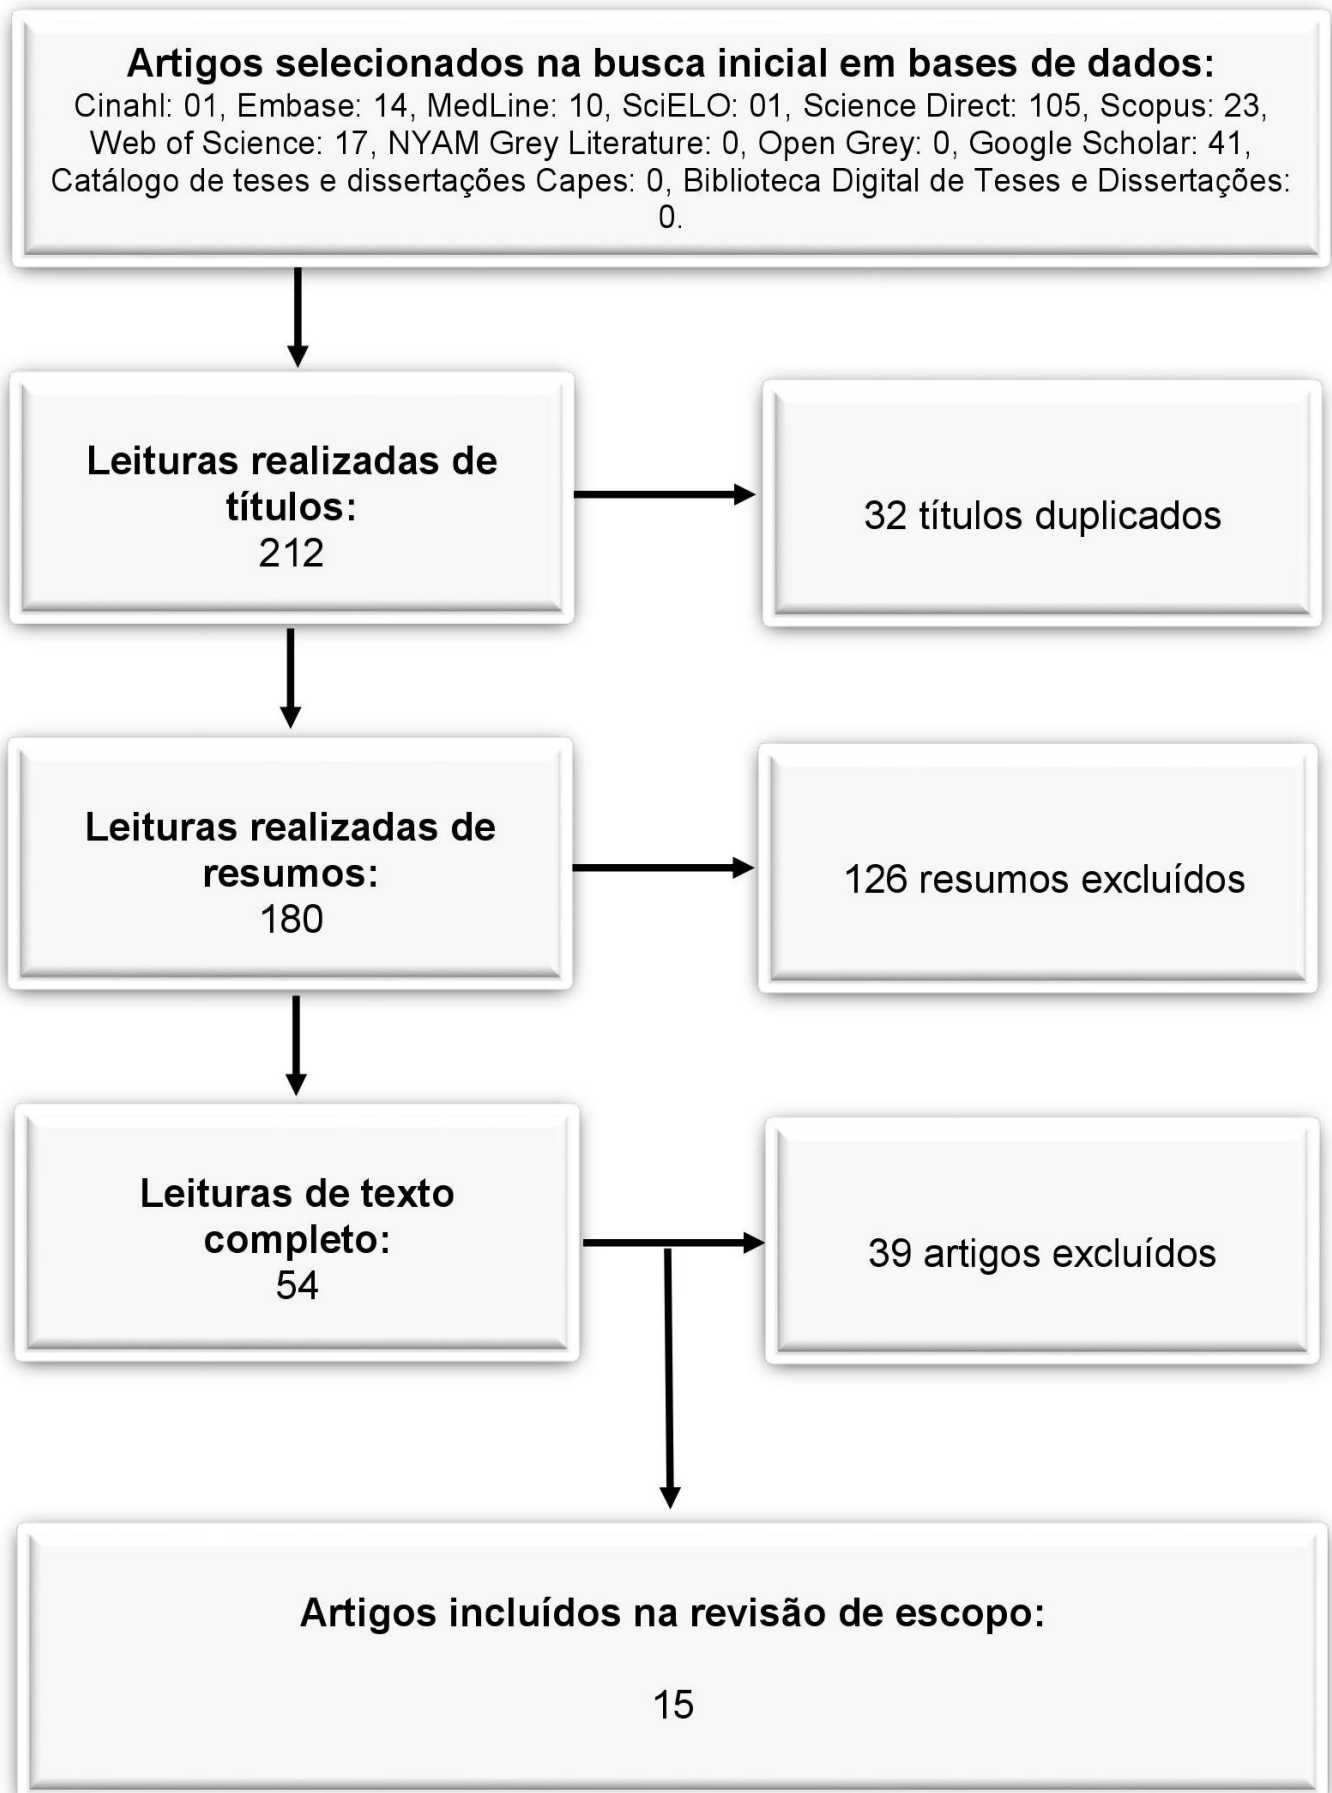 Artigos selecionados na busca inicial em bases de dados:
Cinahl: 01, Embase: 14, MedLine: 10, SciELO: 01, Science Direct: 105, Scopus: 23,
Web of Science: 17, NYAM Grey Literature: 0, Open Grey: 0, Google Scholar: 41,
Catálogo de teses e dissertações Capes: 0, Biblioteca Digital de Teses e Dissertações:
0.
Leituras realizadas de
títulos:
212
32 títulos duplicados
Leituras realizadas de
resumos:
180
126 resumos excluídos
Leituras de texto
completo:
54
39 artigos excluídos
Artigos incluídos na revisão de escopo:
15